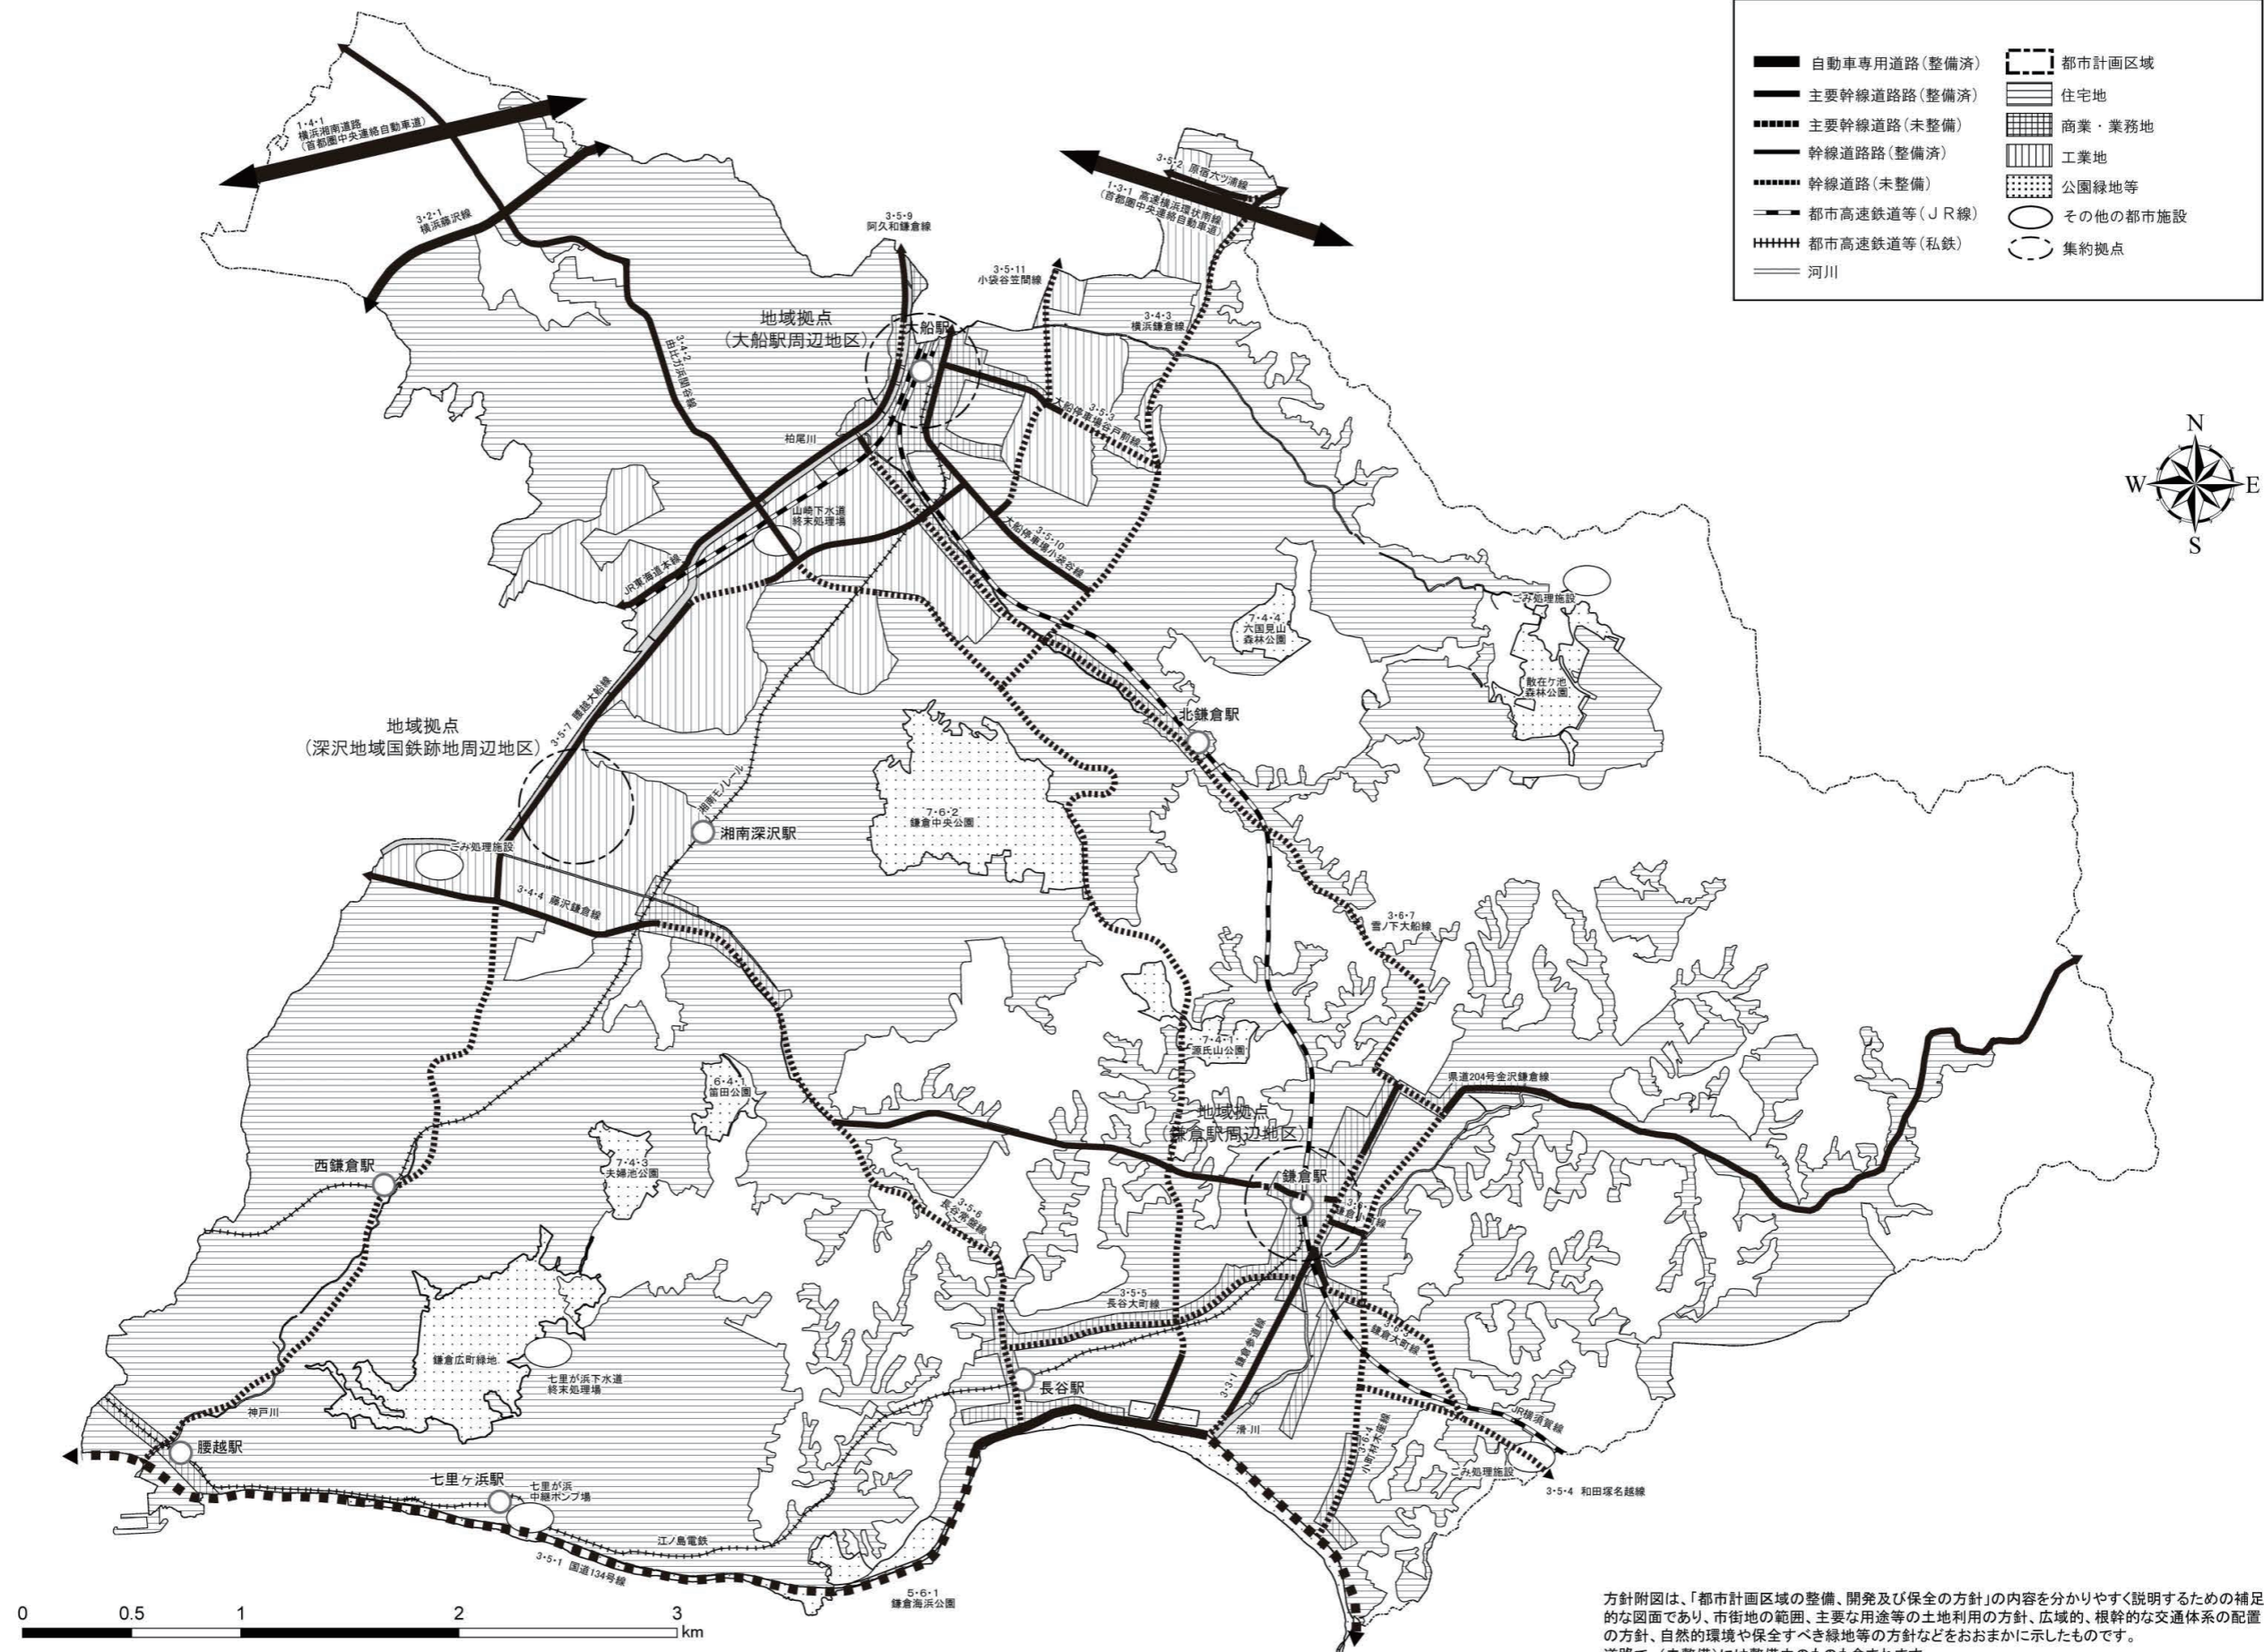 自動車専用道路(整備済)
主要幹線道路路(整備済)
主要幹線道路(未整備)
幹線道路路(整備済)
幹線道路(未整備)
都市高速鉄道等(JR線)
都市高速鉄道等(私鉄)
河川
都市計画区域
住宅地
商業・業務地
工業地
公園緑地等
その他の都市施設
集約拠点
N
W
E
S
1・4・1
横浜湘南道路
(首都圏中央連絡自動車道)
3・2・1
横浜藤沢線
3・5・9
阿久和鎌倉線
3・5・2 原宿六ツ浦線
1・3・1 高速横浜環状南線
(首都圏中央連絡自動車道)
3・5・11
小袋谷笠間線
3・4・3
横浜鎌倉線
地域拠点
(大船駅周辺地区)
大船駅
3・4・2
由比ガ浜関谷線
3・5・3
大船停車場谷戸前線
柏尾川
山崎下水道
終末処理場
3・5・10
大船停車場小袋谷線
JR東海道本線
ごみ処理施設
7・4・4
六国見山
森林公園
散在ケ池
森林公園
3・5・7 腰越大船線
地域拠点
(深沢地域国鉄跡地周辺地区)
北鎌倉駅
湘南モノレール
湘南深沢駅
7・6・2
鎌倉中央公園
ごみ処理施設
3・4・4 藤沢鎌倉線
3・6・7
雪ノ下大船線
7・4・1
源氏山公園
県道204号金沢鎌倉線
6・4・1
笛田公園
地域拠点
(鎌倉駅周辺地区)
7・4・3
夫婦池公園
西鎌倉駅
鎌倉駅
3・5・6
長谷常盤線
3・5・5
長谷大町線
鎌倉大町線
3・3・1 鎌倉参道線
鎌倉広町緑地
七里が浜下水道
終末処理場
長谷駅
神戸川
滑川
JR横須賀線
3・6・4
小町材木座線
腰越駅
七里ヶ浜駅
七里が浜
中継ポンプ場
ごみ処理施設
3・5・4 和田塚名越線
江ノ島電鉄
3・5・1 国道134号線
5・6・1
鎌倉海浜公園
0 0.5 1 2 3
km
方針附図は、「都市計画区域の整備、開発及び保全の方針」の内容を分かりやすく説明するための補足
的な図面であり、市街地の範囲、主要な用途等の土地利用の方針、広域的、根幹的な交通体系の配置
の方針、自然的環境や保全すべき緑地等の方針などをおおまかに示したものです。